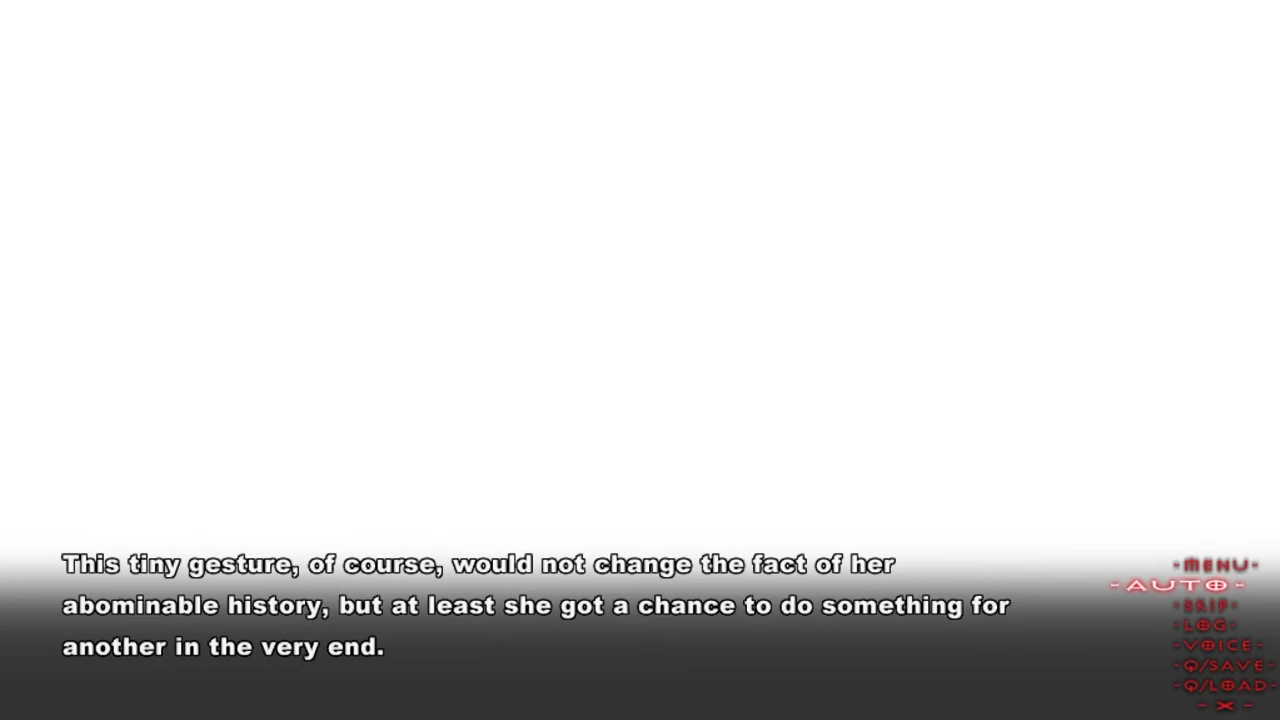 This tiny gesture, of course, would not change the fact of her
abominable history, but at least she got a chance to do something for
another in the very end.
-MENU-
-AUTO-
-SKIP-
-LOG-
-VOICE-
-Q/SAVE-
-Q/LOAD-
-X-